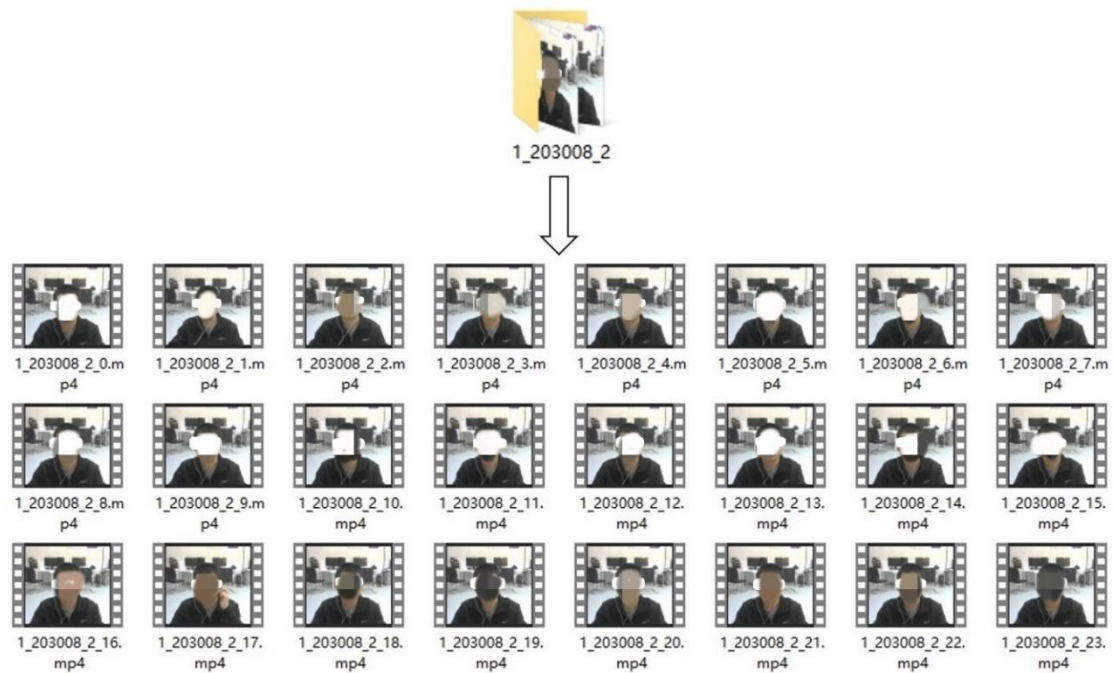 1_203008_2
1_203008_2_0.m
p4
1_203008_2_1.m
p4
1_203008_2_2.m
p4
1_203008_2_3.m
p4
1_203008_2_4.m
p4
1_203008_2_5.m
p4
1_203008_2_6.m
p4
1_203008_2_7.m
p4
1_203008_2_8.m
p4
1_203008_2_9.m
p4
1_203008_2_10.
mp4
1_203008_2_11.
mp4
1_203008_2_12.
mp4
1_203008_2_13.
mp4
1_203008_2_14.
mp4
1_203008_2_15.
mp4
1_203008_2_16.
mp4
1_203008_2_17.
mp4
1_203008_2_18.
mp4
1_203008_2_19.
mp4
1_203008_2_20.
mp4
1_203008_2_21.
mp4
1_203008_2_22.
mp4
1_203008_2_23.
mp4